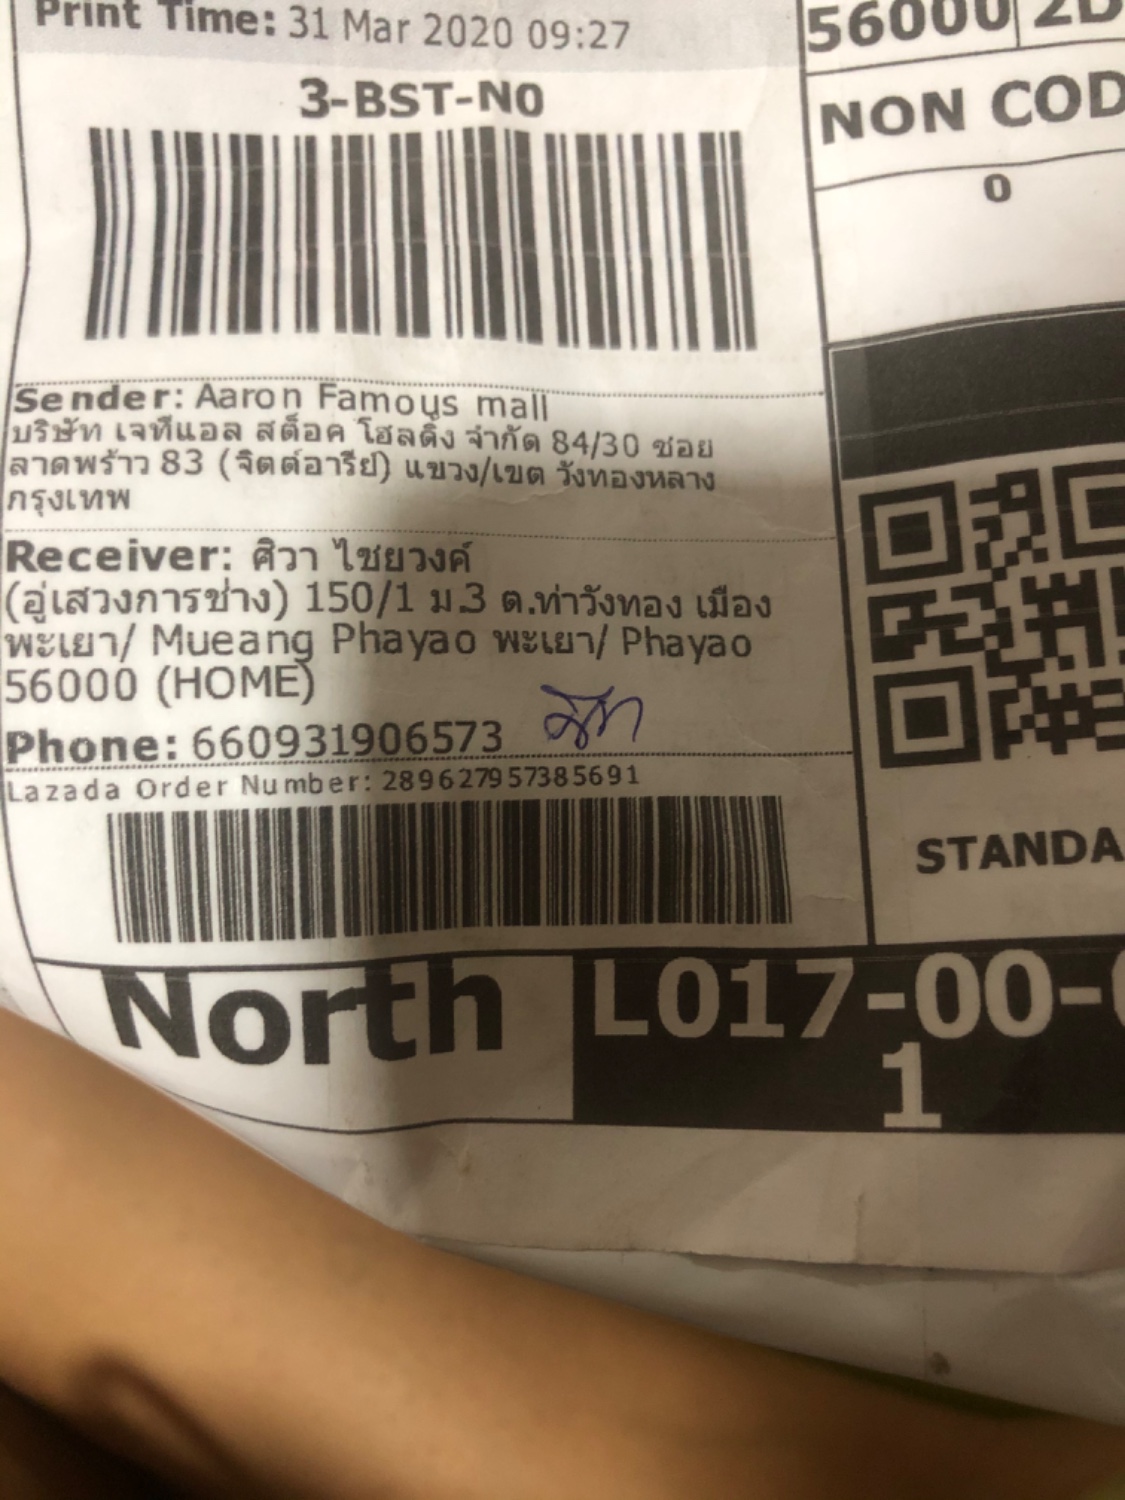 Print Time: 31 Mar 2020 09:27
56000 2D
3-BST-N0
NON COD
0
Sender: Aaron Famous mall
บริษัท เจทีแอล สต็อค โฮลดิ้ง จำกัด 84/30 ซอย
ลาดพร้าว 83 (จิตต์อารีย์) แขวง/เขต วังทองหลาง
กรุงเทพ
Receiver: ศิวา ไชยวงค์
(อู่เสวงการช่าง) 150/1 ม.3 ต.ท่าวังทอง เมือง
พะเยา/ Mueang Phayao พะเยา/ Phayao
56000 (HOME)
Phone: 660931906573
Lazada Order Number: 289627957385691
STANDA
North
L017-00-
1